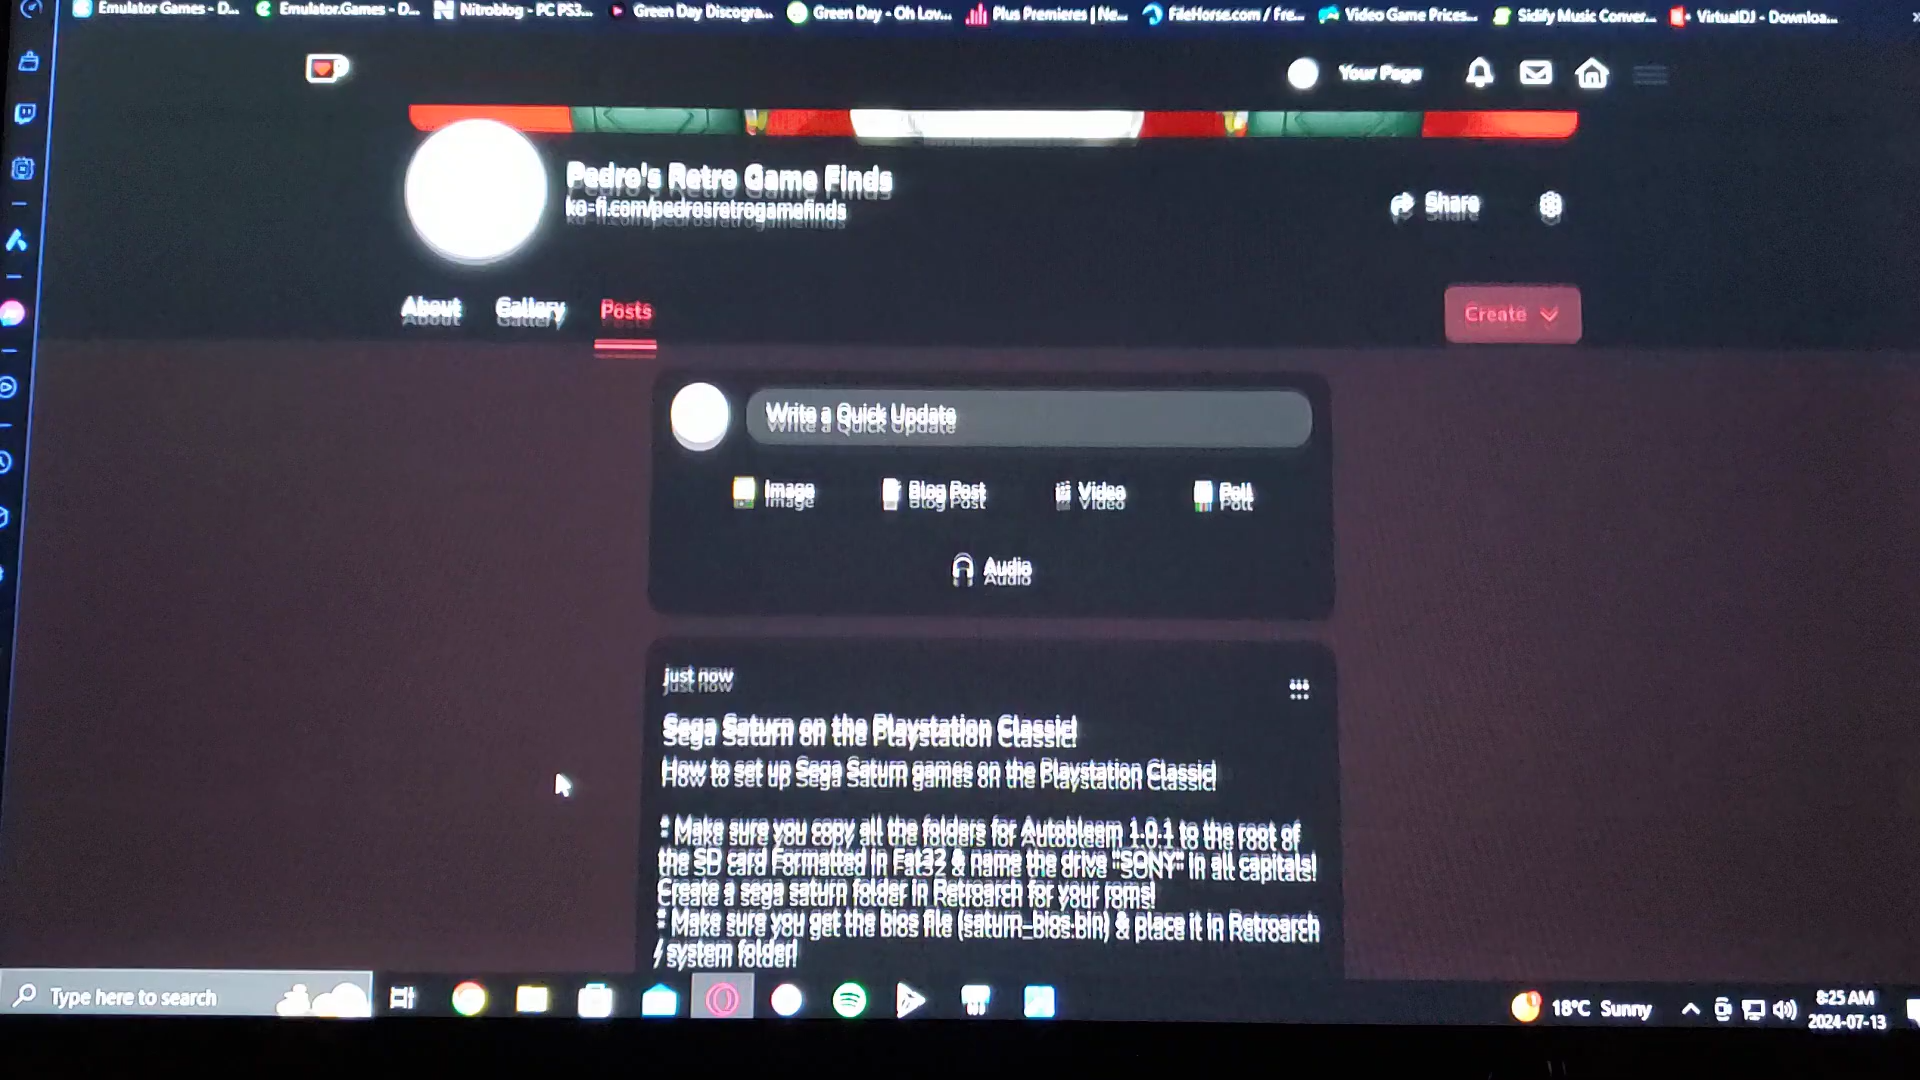 Emulator Games - D...
Emulator.Games - D...
Nitroblog - PC PS3...
Green Day Discogra...
Green Day - Oh Lov...
Plus Premieres | Ne...
FileHorse.com / Fre...
Video Game Prices...
Sidify Music Conver...
VirtualDJ - Downloa...
Your Page
Pedro's Retro Game Finds
ko-fi.com/pedrosretrogamefinds
Share
About
Gallery
Posts
Create
Write a Quick Update
Image
Blog Post
Video
Poll
Audio
just now
Sega Saturn on the Playstation Classic!
How to set up Sega Saturn games on the Playstation Classic!
* Make sure you copy all the folders for Autobleem 1.0.1 to the root of
the SD card Formatted in Fat32 & name the drive "SONY" in all capitals!
Create a sega saturn folder in Retroarch for your roms!
* Make sure you get the bios file (saturn_bios.bin) & place it in Retroarch
/ system folder!
Type here to search
18°C Sunny
8:25 AM
2024-07-13